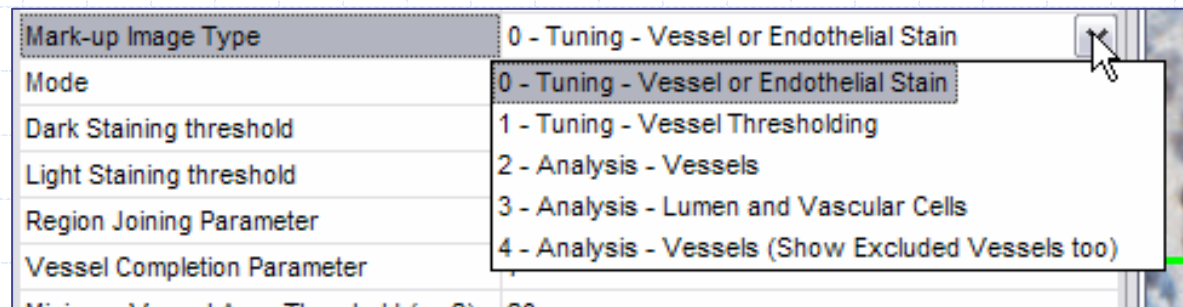 Mark-up Image Type 0 - Tuning - Vessel or Endothelial Stain
Mode 0 - Tuning - Vessel or Endothelial Stain
Dark Staining threshold 1 - Tuning - Vessel Thresholding
Light Staining threshold 2 - Analysis - Vessels
Region Joining Parameter 3 - Analysis - Lumen and Vascular Cells
Vessel Completion Parameter 4 - Analysis - Vessels (Show Excluded Vessels too)